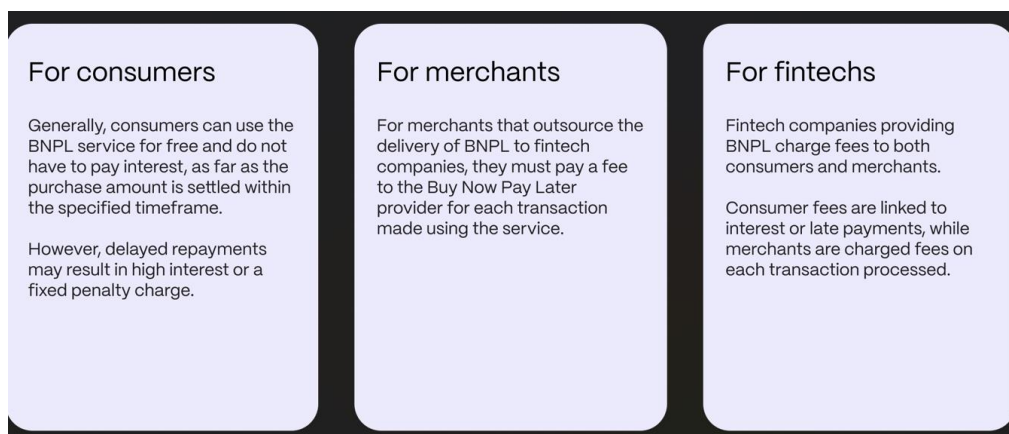 For consumers
Generally, consumers can use the
BNPL service for free and do not
have to pay interest, as far as the
purchase amount is settled within
the specified timeframe.
However, delayed repayments
may result in high interest or a
fixed penalty charge.
For merchants
For merchants that outsource the
delivery of BNPL to fintech
companies, they must pay a fee
to the Buy Now Pay Later
provider for each transaction
made using the service.
For fintechs
Fintech companies providing
BNPL charge fees to both
consumers and merchants.
Consumer fees are linked to
interest or late payments, while
merchants are charged fees on
each transaction processed.